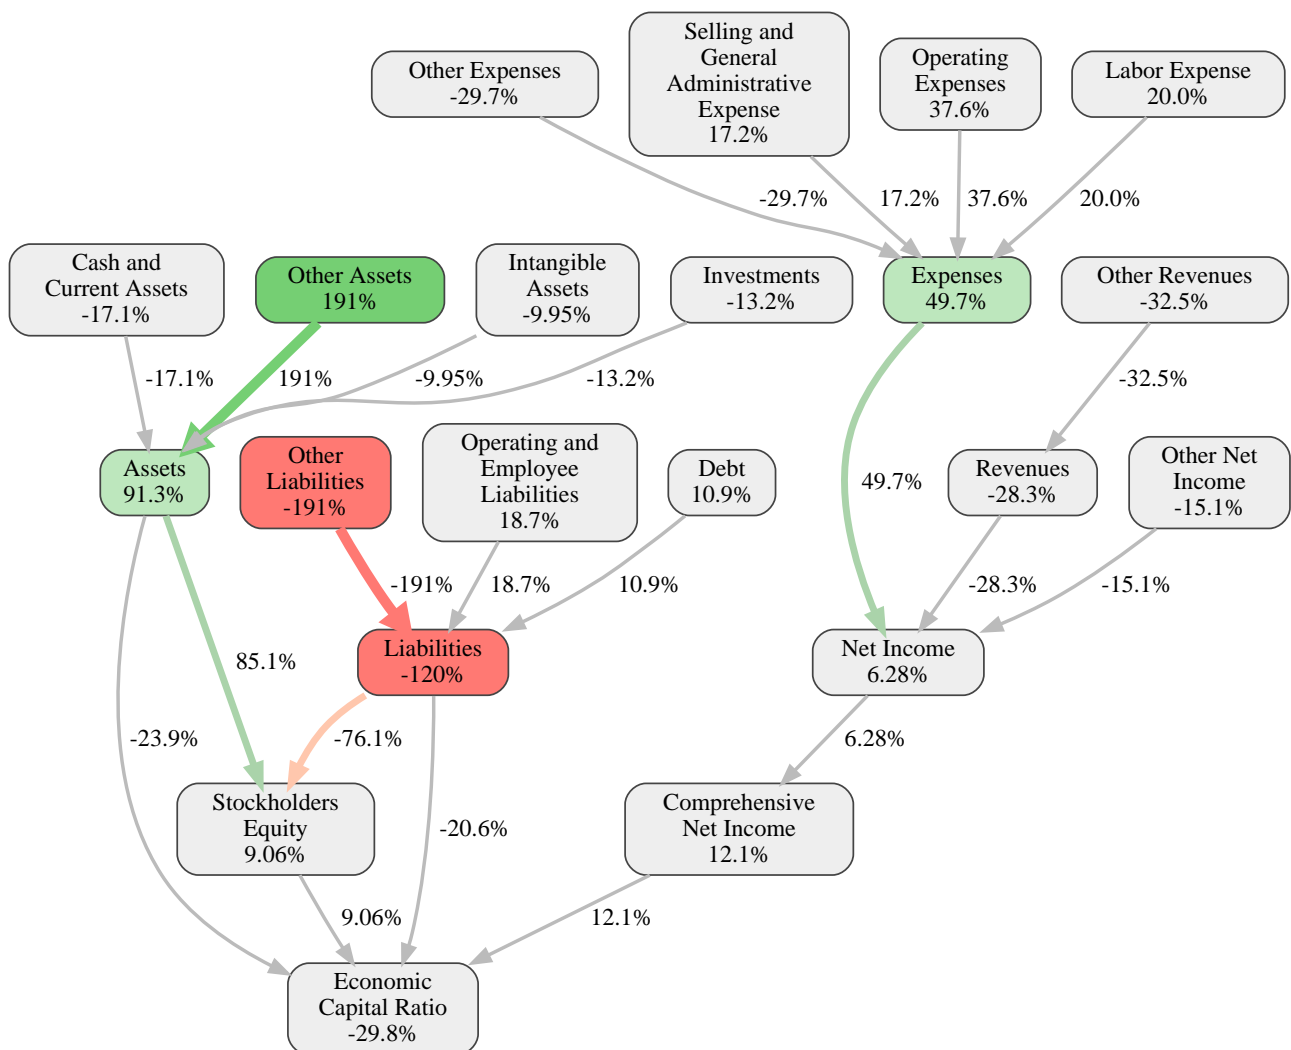 Other Expenses
-29.7%
Selling and
General
Administrative
Expense
17.2%
Operating
Expenses
37.6%
Labor Expense
20.0%
-29.7%
17.2%
37.6%
20.0%
Cash and
Current Assets
-17.1%
Other Assets
191%
Intangible
Assets
-9.95%
Investments
-13.2%
Expenses
49.7%
Other Revenues
-32.5%
-17.1%
191%
-9.95%
-13.2%
-32.5%
Assets
91.3%
Other
Liabilities
-191%
Operating and
Employee
Liabilities
18.7%
Debt
10.9%
49.7%
Revenues
-28.3%
Other Net
Income
-15.1%
-191%
18.7%
10.9%
-28.3%
-15.1%
85.1%
Liabilities
-120%
Net Income
6.28%
-23.9%
-76.1%
6.28%
Stockholders
Equity
9.06%
-20.6%
Comprehensive
Net Income
12.1%
9.06%
12.1%
Economic
Capital Ratio
-29.8%